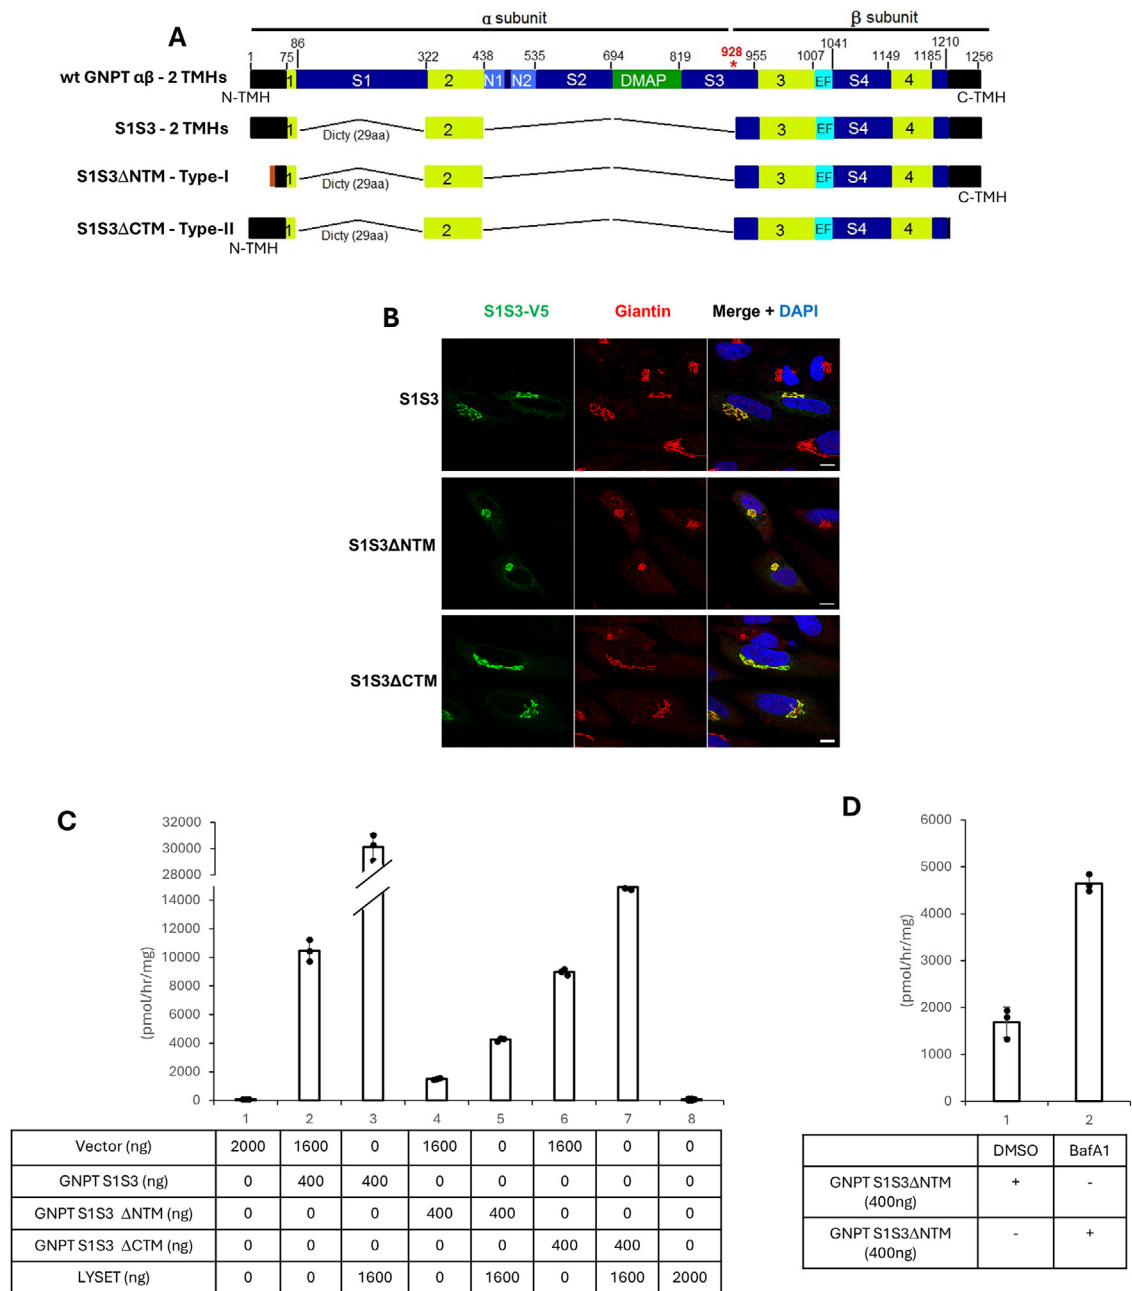 A
α subunit
β subunit
1 75 86 322 438 535 694 819 928 955 1007 1041 1149 1185 1210 1256
*
wt GNPT αβ - 2 TMHs 1 S1 2 N1 N2 S2 DMAP S3 3 EF S4 4
N-TMH C-TMH
S1S3 - 2 TMHs 1 2 3 EF S4 4
Dicty (29aa)
S1S3ΔNTM - Type-I 1 2 3 EF S4 4
Dicty (29aa) C-TMH
S1S3ΔCTM - Type-II 1 2 3 EF S4 4
N-TMH Dicty (29aa)
B
S1S3-V5 Giantin Merge + DAPI
S1S3
S1S3ΔNTM
S1S3ΔCTM
C
(pmol/hr/mg)
32000
30000
28000
14000
12000
10000
8000
6000
4000
2000
0
1 2 3 4 5 6 7 8
Vector (ng) 2000 1600 0 1600 0 1600 0 0
GNPT S1S3 (ng) 0 400 400 0 0 0 0 0
GNPT S1S3 ΔNTM (ng) 0 0 0 400 400 0 0 0
GNPT S1S3 ΔCTM (ng) 0 0 0 0 0 400 400 0
LYSET (ng) 0 0 1600 0 1600 0 1600 2000
D
(pmol/hr/mg)
6000
5000
4000
3000
2000
1000
0
1 2
DMSO BafA1
GNPT S1S3ΔNTM
(400ng) + -
GNPT S1S3ΔNTM
(400ng) - +